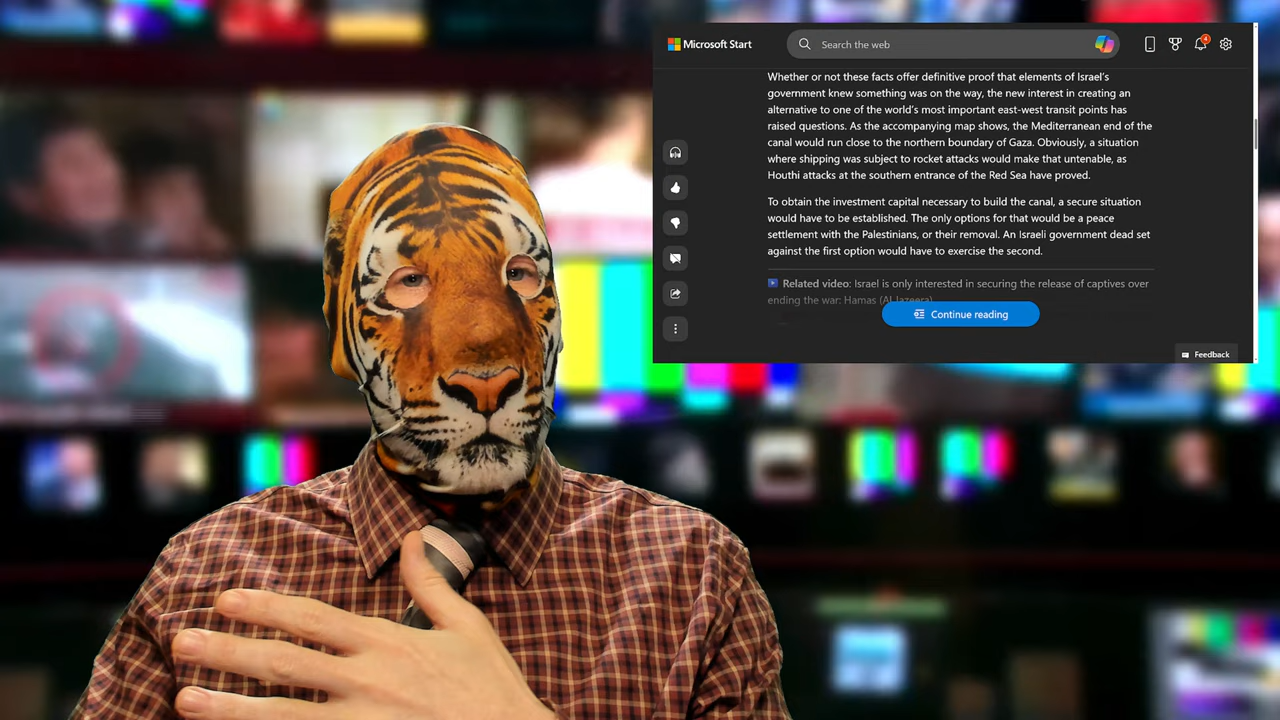 Microsoft Start
Search the web
4
Whether or not these facts offer definitive proof that elements of Israel's
government knew something was on the way, the new interest in creating an
alternative to one of the world's most important east-west transit points has
raised questions. As the accompanying map shows, the Mediterranean end of the
canal would run close to the northern boundary of Gaza. Obviously, a situation
where shipping was subject to rocket attacks would make that untenable, as
Houthi attacks at the southern entrance of the Red Sea have proved.
To obtain the investment capital necessary to build the canal, a secure situation
would have to be established. The only options for that would be a peace
settlement with the Palestinians, or their removal. An Israeli government dead set
against the first option would have to exercise the second.
Related video: Israel is only interested in securing the release of captives over
ending the war: Hamas (Al Jazeera)
Continue reading
Feedback